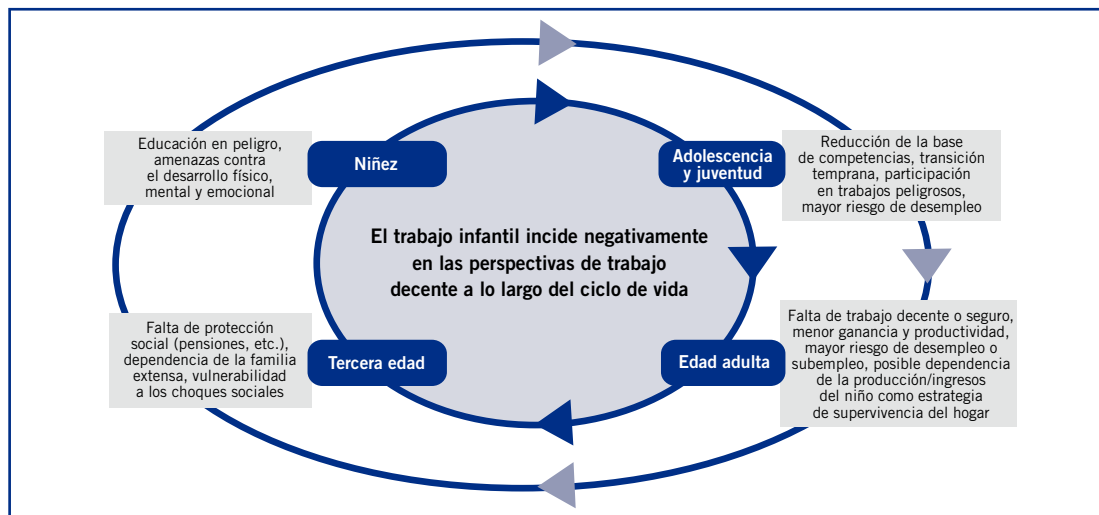 Educación en peligro,
amenazas contra
el desarrollo físico,
mental y emocional
Niñez
Adolescencia
y juventud
Reducción de la base
de competencias, transición
temprana, participación
en trabajos peligrosos,
mayor riesgo de desempleo
El trabajo infantil incide negativamente
en las perspectivas de trabajo
decente a lo largo del ciclo de vida
Falta de protección
social (pensiones, etc.),
dependencia de la familia
extensa, vulnerabilidad
a los choques sociales
Tercera edad
Edad adulta
Falta de trabajo decente o seguro,
menor ganancia y productividad,
mayor riesgo de desempleo o
subempleo, posible dependencia
de la producción/ingresos
del niño como estrategia
de supervivencia del hogar